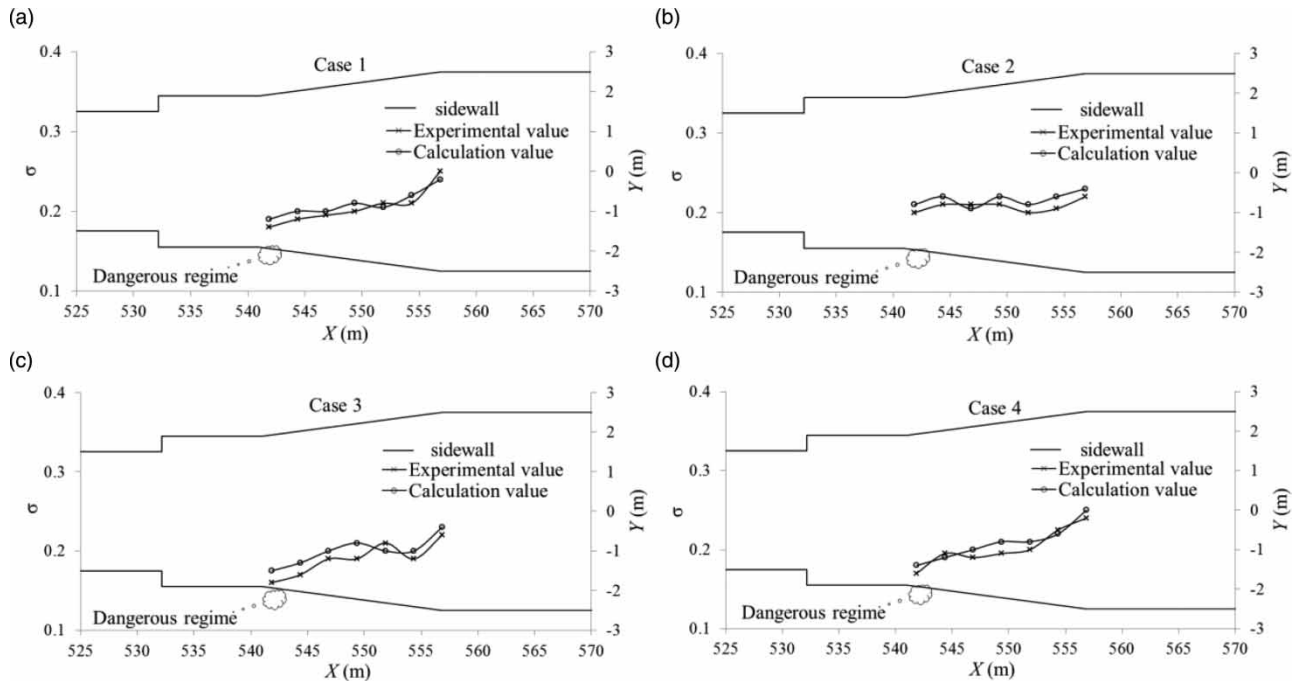 (a)
Case 1
sidewall
Experimental value
Calculation value
Dangerous regime
0.4
0.3
0.2
0.1
σ
3
2
1
0
-1
-2
-3
Y (m)
525 530 535 540 545 550 555 560 565 570
X (m)
(b)
Case 2
sidewall
Experimental value
Calculation value
Dangerous regime
0.4
0.3
0.2
0.1
σ
3
2
1
0
-1
-2
-3
Y (m)
525 530 535 540 545 550 555 560 565 570
X (m)
(c)
Case 3
sidewall
Experimental value
Calculation value
Dangerous regime
0.4
0.3
0.2
0.1
σ
3
2
1
0
-1
-2
-3
Y (m)
525 530 535 540 545 550 555 560 565 570
X (m)
(d)
Case 4
sidewall
Experimental value
Calculation value
Dangerous regime
0.4
0.3
0.2
0.1
σ
3
2
1
0
-1
-2
-3
Y (m)
525 530 535 540 545 550 555 560 565 570
X (m)